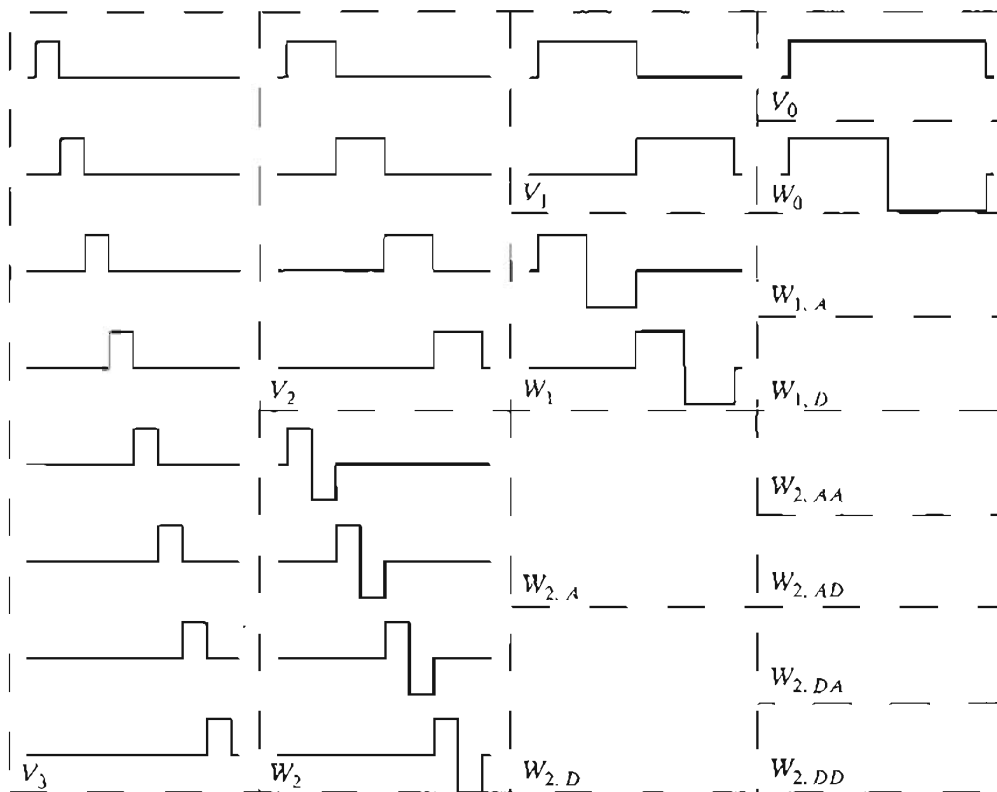 V₀
V₁
W₀
W₁,A
V₂
W₁
W₁,D
W₂,AA
W₂,A
W₂,AD
W₂,DA
V₃
W₂
W₂,D
W₂,DD